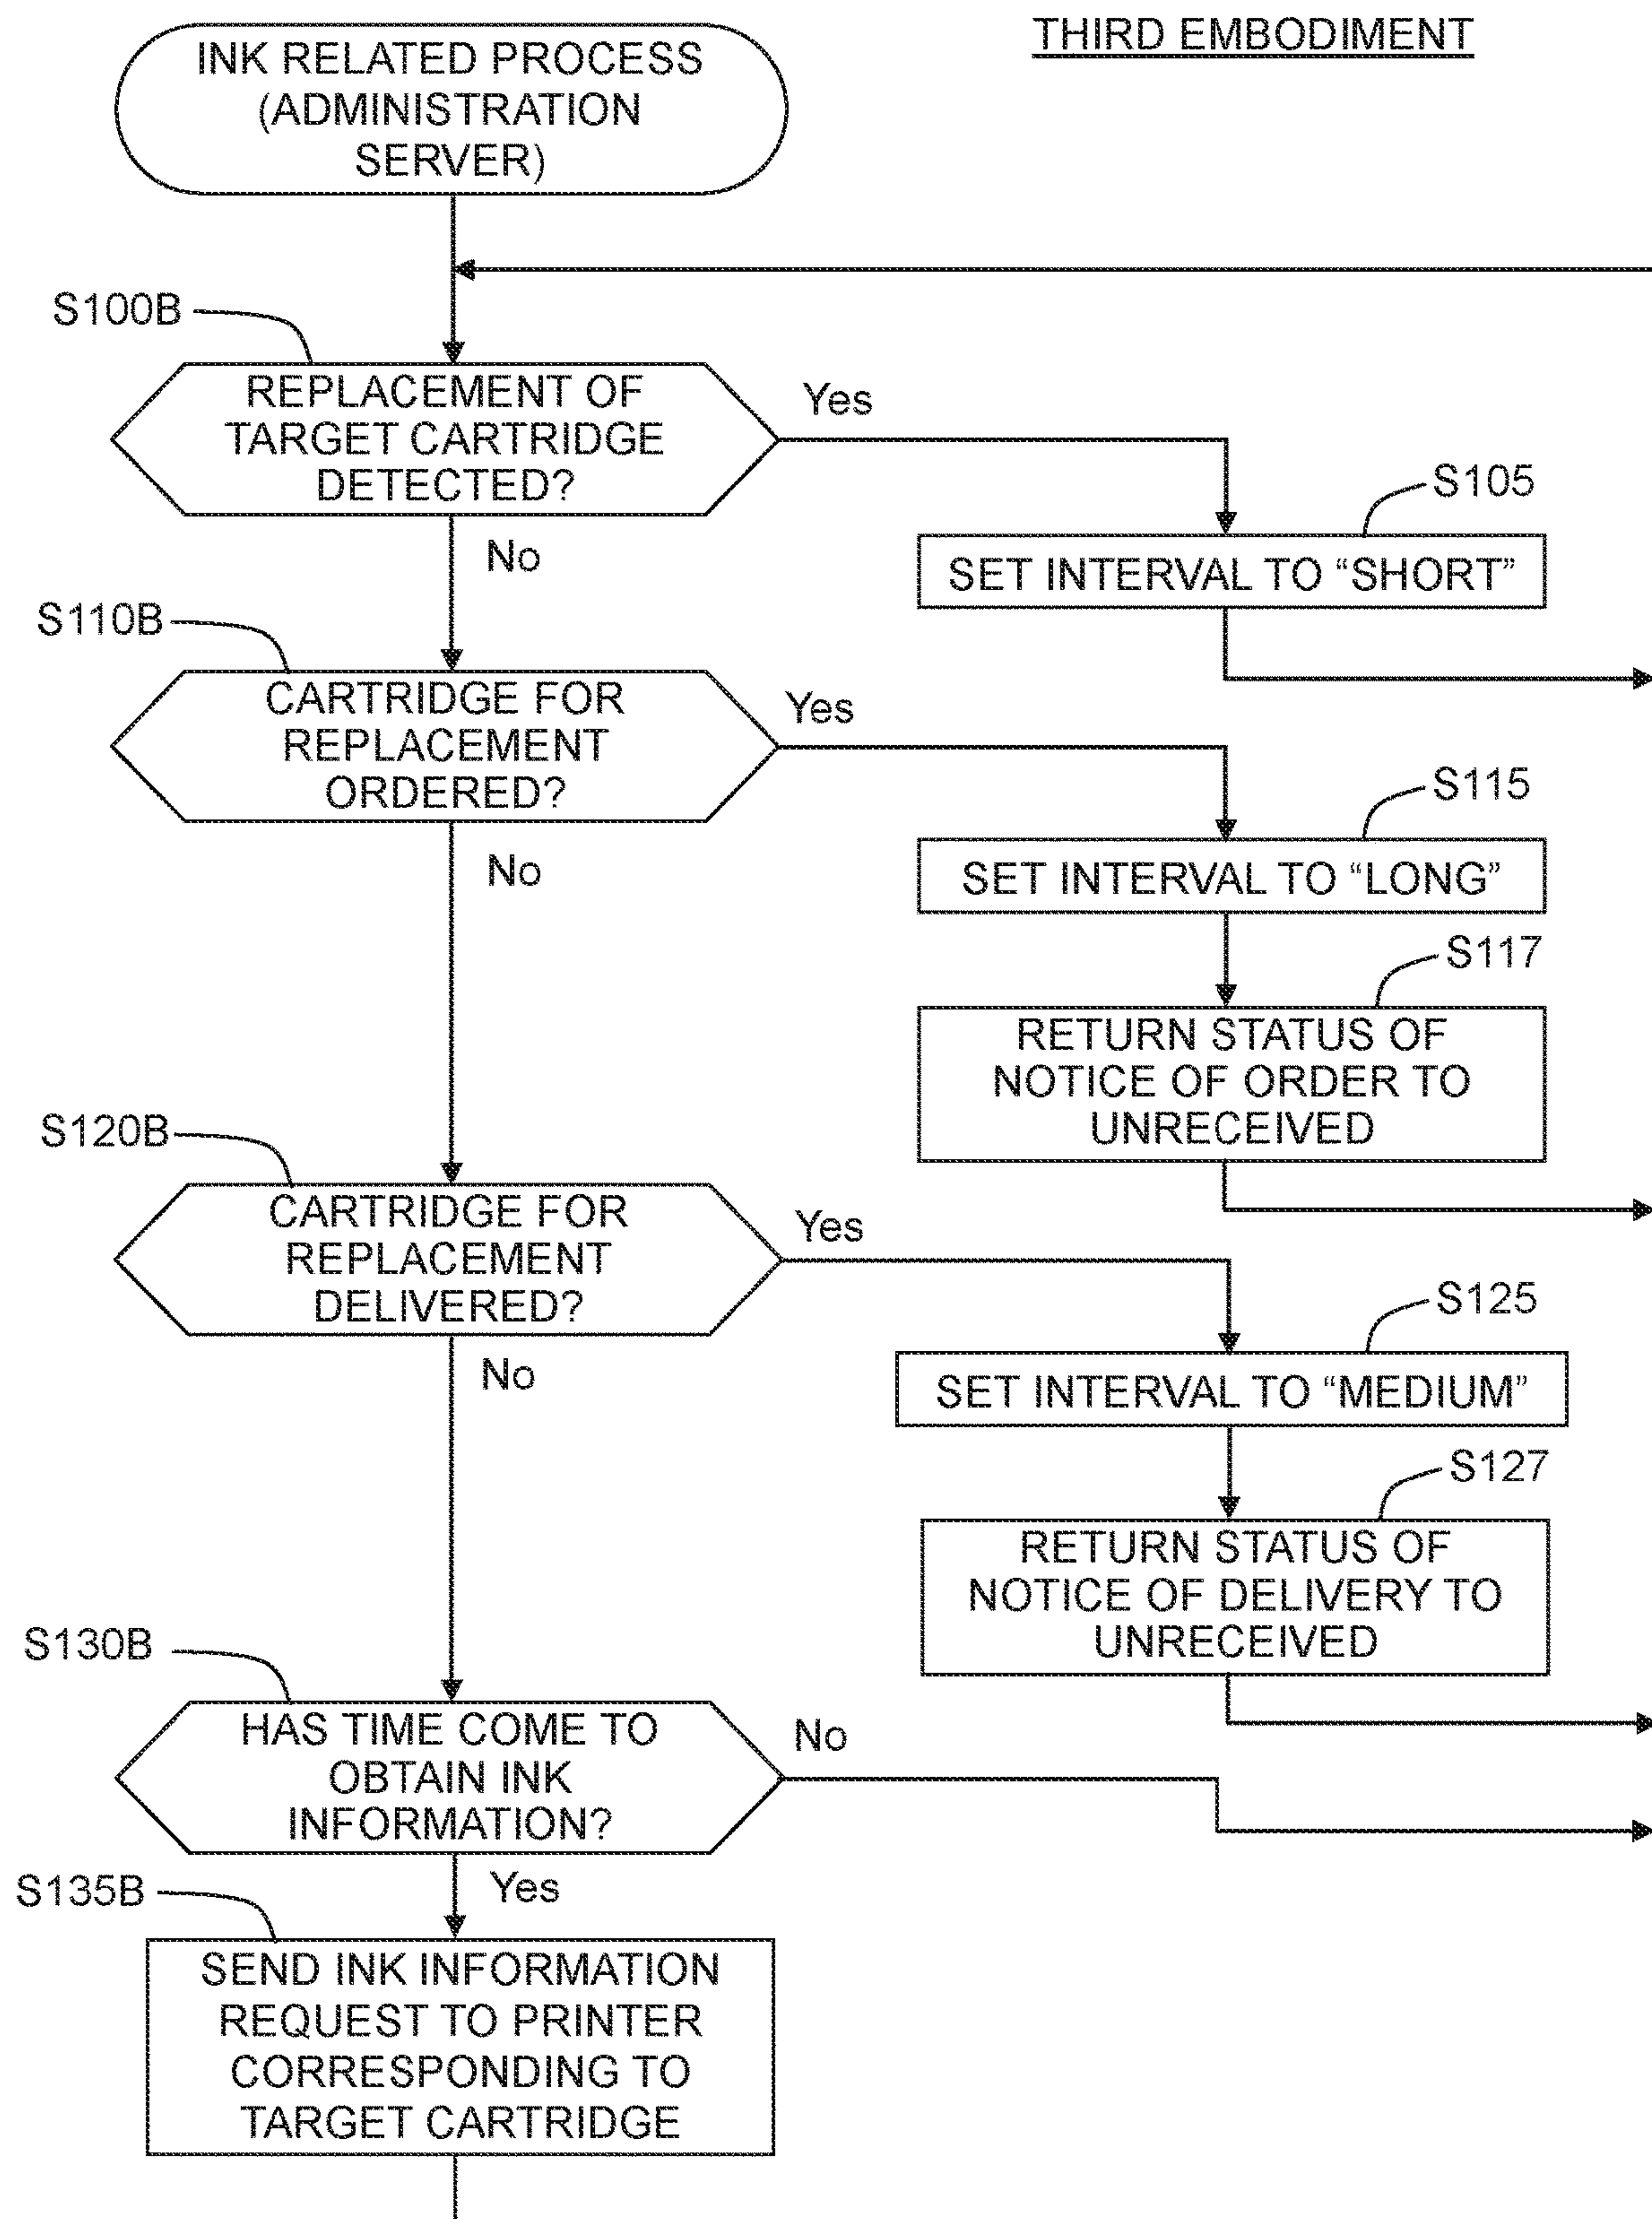 THIRD EMBODIMENT
INK RELATED PROCESS
(ADMINISTRATION
SERVER)
S100B
REPLACEMENT OF
TARGET CARTRIDGE
DETECTED?
Yes
No
S105
SET INTERVAL TO “SHORT”
S110B
CARTRIDGE FOR
REPLACEMENT
ORDERED?
Yes
No
S115
SET INTERVAL TO “LONG”
S117
RETURN STATUS OF
NOTICE OF ORDER TO
UNRECEIVED
S120B
CARTRIDGE FOR
REPLACEMENT
DELIVERED?
Yes
No
S125
SET INTERVAL TO “MEDIUM”
S127
RETURN STATUS OF
NOTICE OF DELIVERY TO
UNRECEIVED
S130B
HAS TIME COME TO
OBTAIN INK
INFORMATION?
No
Yes
S135B
SEND INK INFORMATION
REQUEST TO PRINTER
CORRESPONDING TO
TARGET CARTRIDGE